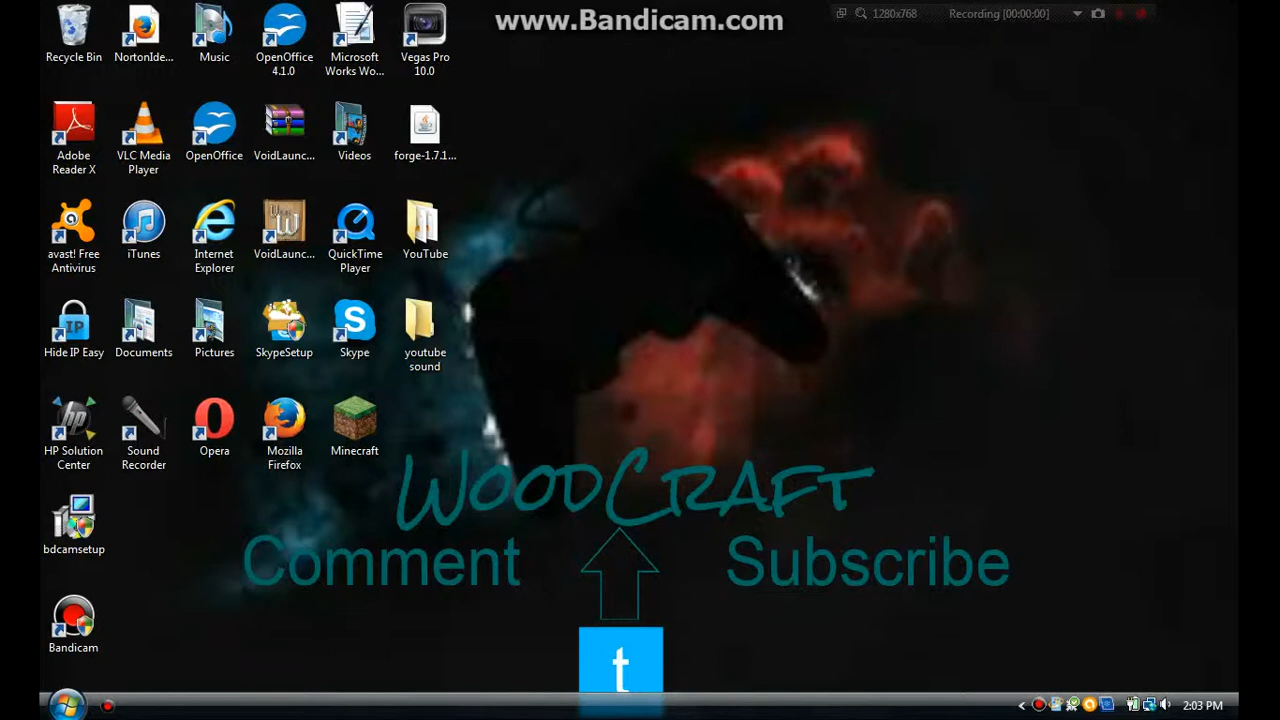 www.Bandicam.com
1280x768
Recording [00:00:00]
Recycle Bin
NortonIde...
Music
OpenOffice
4.1.0
Microsoft
Works Wo...
Vegas Pro
10.0
Adobe
Reader X
VLC Media
Player
OpenOffice
VoidLaunc...
Videos
forge-1.7.1...
avast! Free
Antivirus
iTunes
Internet
Explorer
VoidLaunc...
QuickTime
Player
YouTube
Hide IP Easy
Documents
Pictures
SkypeSetup
Skype
youtube
sound
HP Solution
Center
Sound
Recorder
Opera
Mozilla
Firefox
Minecraft
bdcamsetup
Bandicam
WoodCraft
Comment
Subscribe
t
2:03 PM